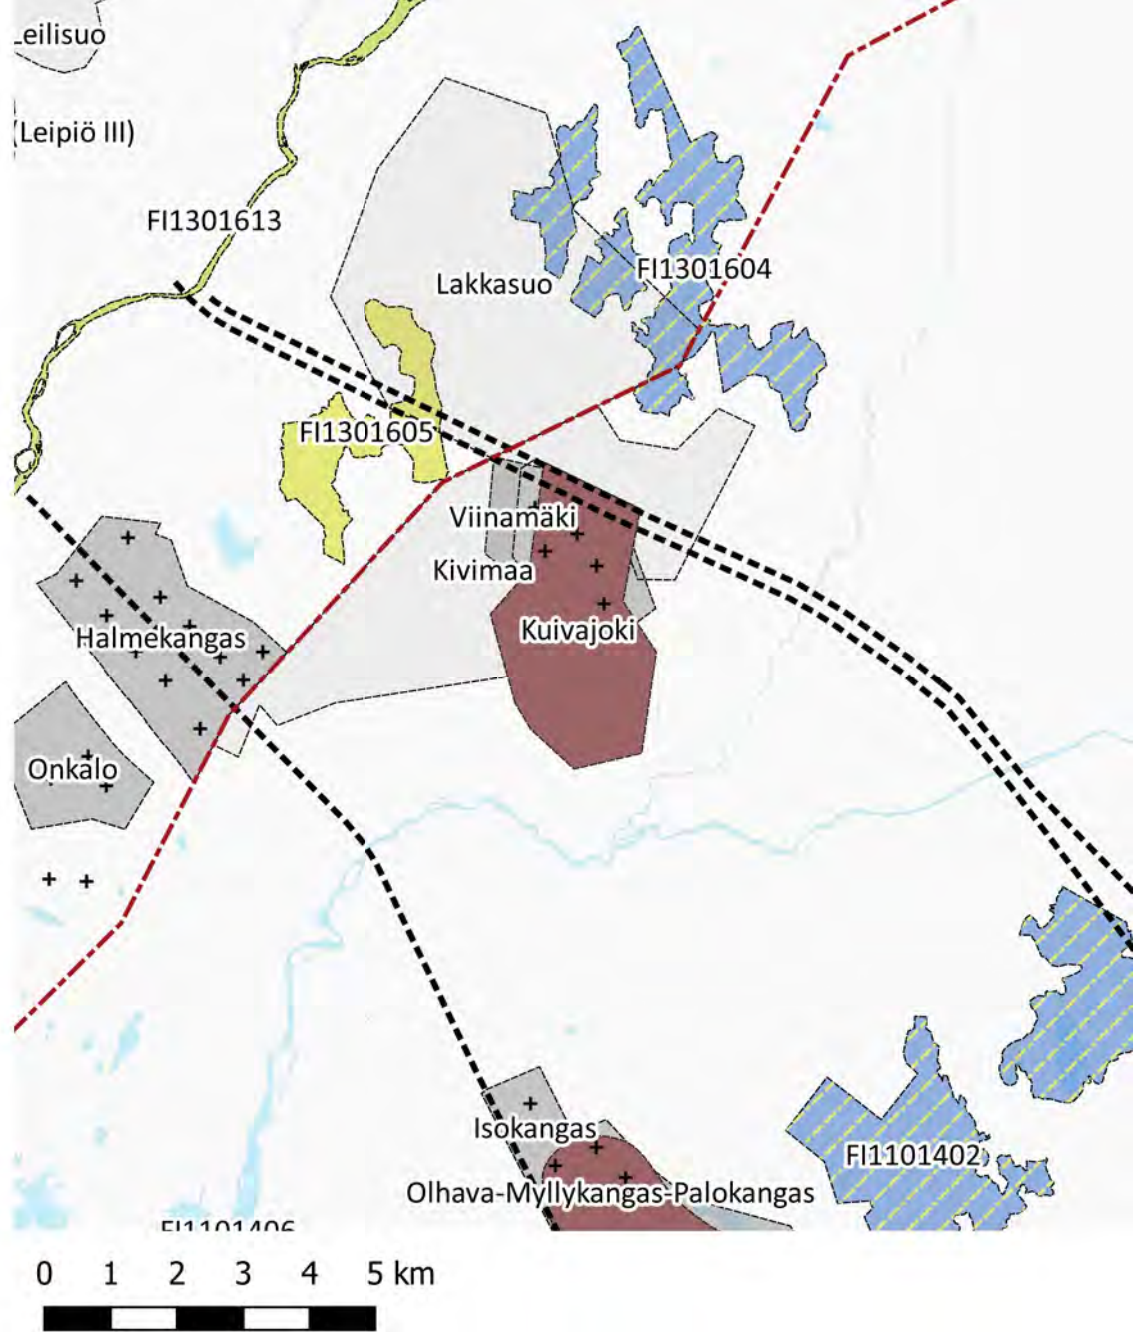 Leilisuo
(Leipiö III)
FI1301613
Lakkasuo
FI1301604
FI1301605
Viinamäki
Kivimaa
Kuivajoki
Halmekangas
Onkalo
Isokangas
FI1101402
Olhava-Myllykangas-Palokangas
FI1101406
0 1 2 3 4 5 km